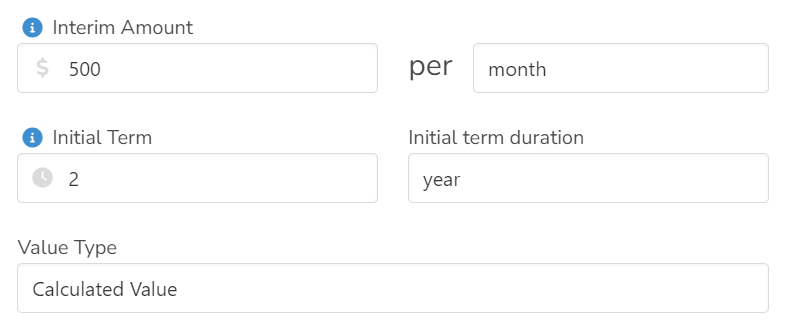 Interim Amount
$ 500 per month
Initial Term Initial term duration
2 year
Value Type
Calculated Value